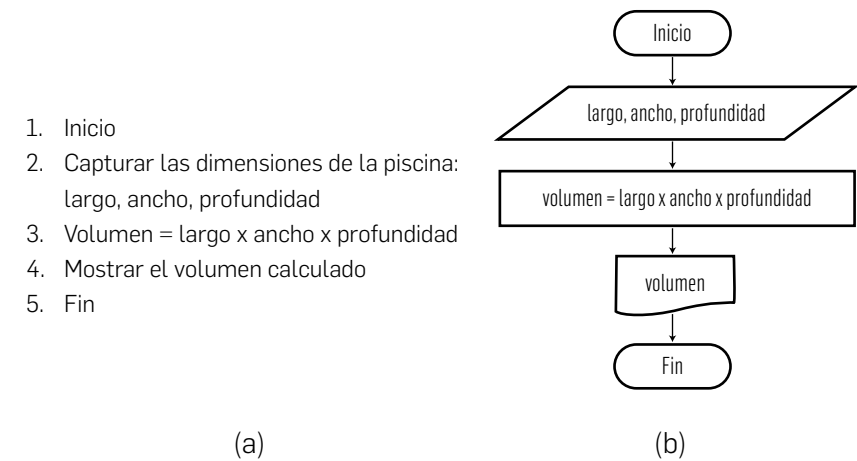 1. Inicio
2. Capturar las dimensiones de la piscina:
largo, ancho, profundidad
3. Volumen = largo x ancho x profundidad
4. Mostrar el volumen calculado
5. Fin
(a)
Inicio
largo, ancho, profundidad
volumen = largo x ancho x profundidad
volumen
Fin
(b)